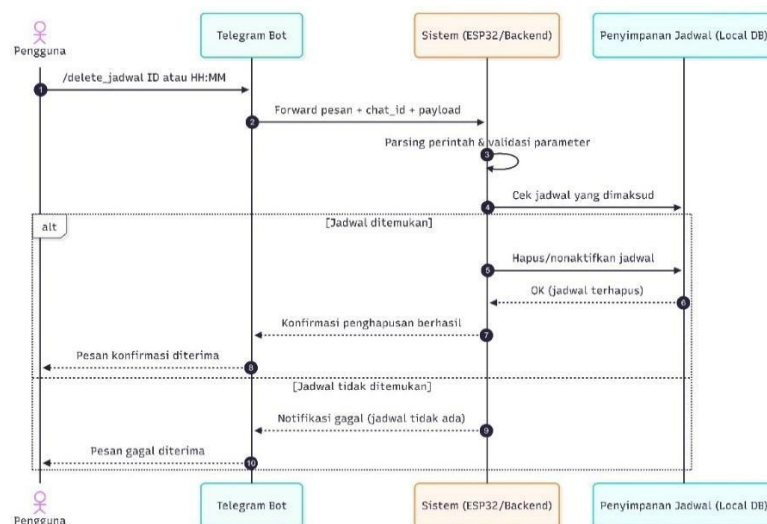 Pengguna
Telegram Bot
Sistem (ESP32/Backend)
Penyimpanan Jadwal (Local DB)
/delete_jadwal ID atau HH:MM
1
Forward pesan + chat_id + payload
2
Parsing perintah & validasi parameter
3
Cek jadwal yang dimaksud
4
alt
[Jadwal ditemukan]
Hapus/nonaktifkan jadwal
5
OK (jadwal terhapus)
6
Konfirmasi penghapusan berhasil
7
Pesan konfirmasi diterima
8
[Jadwal tidak ditemukan]
Notifikasi gagal (jadwal tidak ada)
9
Pesan gagal diterima
10
Pengguna
Telegram Bot
Sistem (ESP32/Backend)
Penyimpanan Jadwal (Local DB)